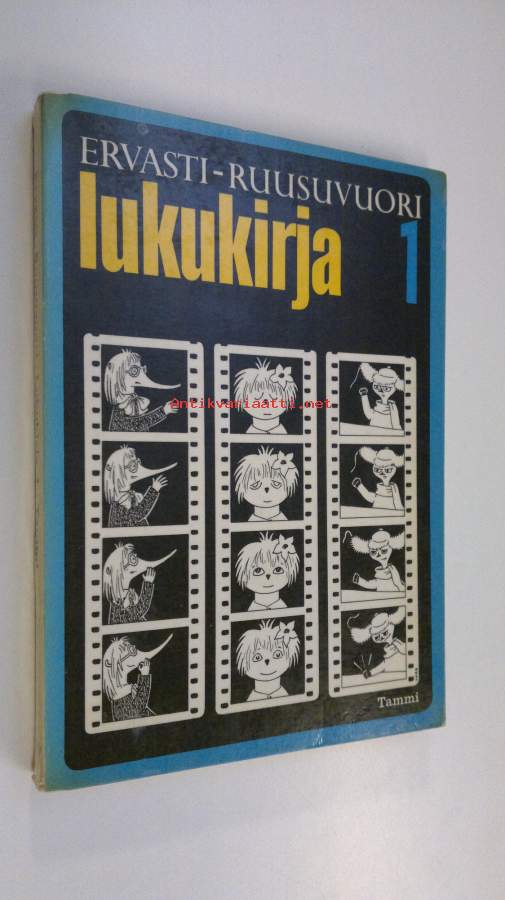 ERVASTI-RUUSUVUORI
lukukirja 1
antikvariaatti.net
Tammi